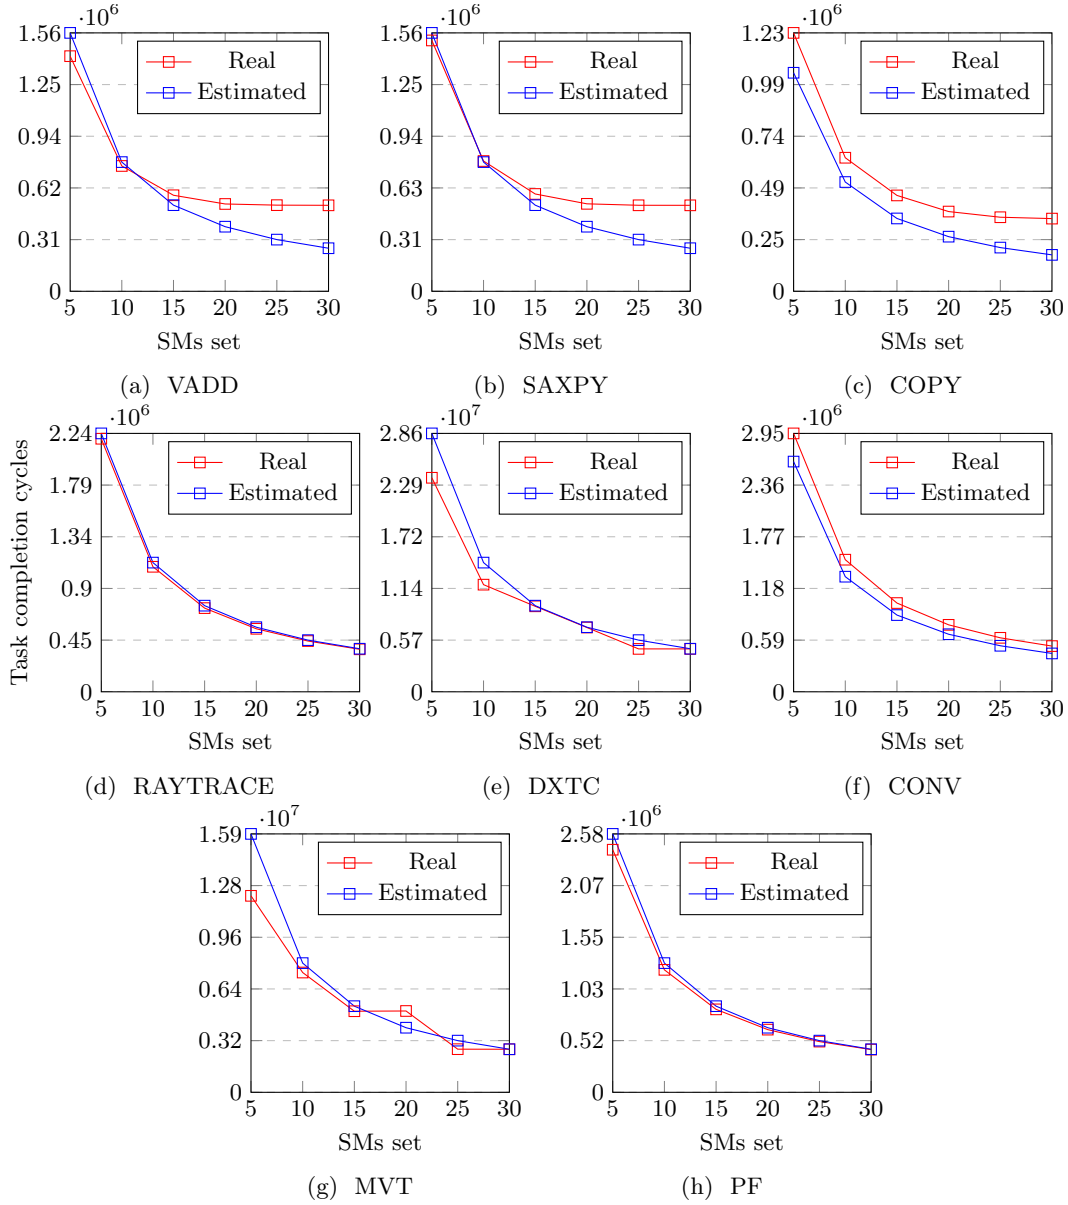 ·10^6
1.56
1.25
0.94
0.62
0.31
0
5 10 15 20 25 30
SMs set
Real
Estimated
(a) VADD
·10^6
1.56
1.25
0.94
0.63
0.31
0
5 10 15 20 25 30
SMs set
Real
Estimated
(b) SAXPY
·10^6
1.23
0.99
0.74
0.49
0.25
0
5 10 15 20 25 30
SMs set
Real
Estimated
(c) COPY
Task completion cycles
·10^6
2.24
1.79
1.34
0.9
0.45
0
5 10 15 20 25 30
SMs set
Real
Estimated
(d) RAYTRACE
·10^7
2.86
2.29
1.72
1.14
0.57
0
5 10 15 20 25 30
SMs set
Real
Estimated
(e) DXTC
·10^6
2.95
2.36
1.77
1.18
0.59
0
5 10 15 20 25 30
SMs set
Real
Estimated
(f) CONV
·10^7
1.59
1.28
0.96
0.64
0.32
0
5 10 15 20 25 30
SMs set
Real
Estimated
(g) MVT
·10^6
2.58
2.07
1.55
1.03
0.52
0
5 10 15 20 25 30
SMs set
Real
Estimated
(h) PF